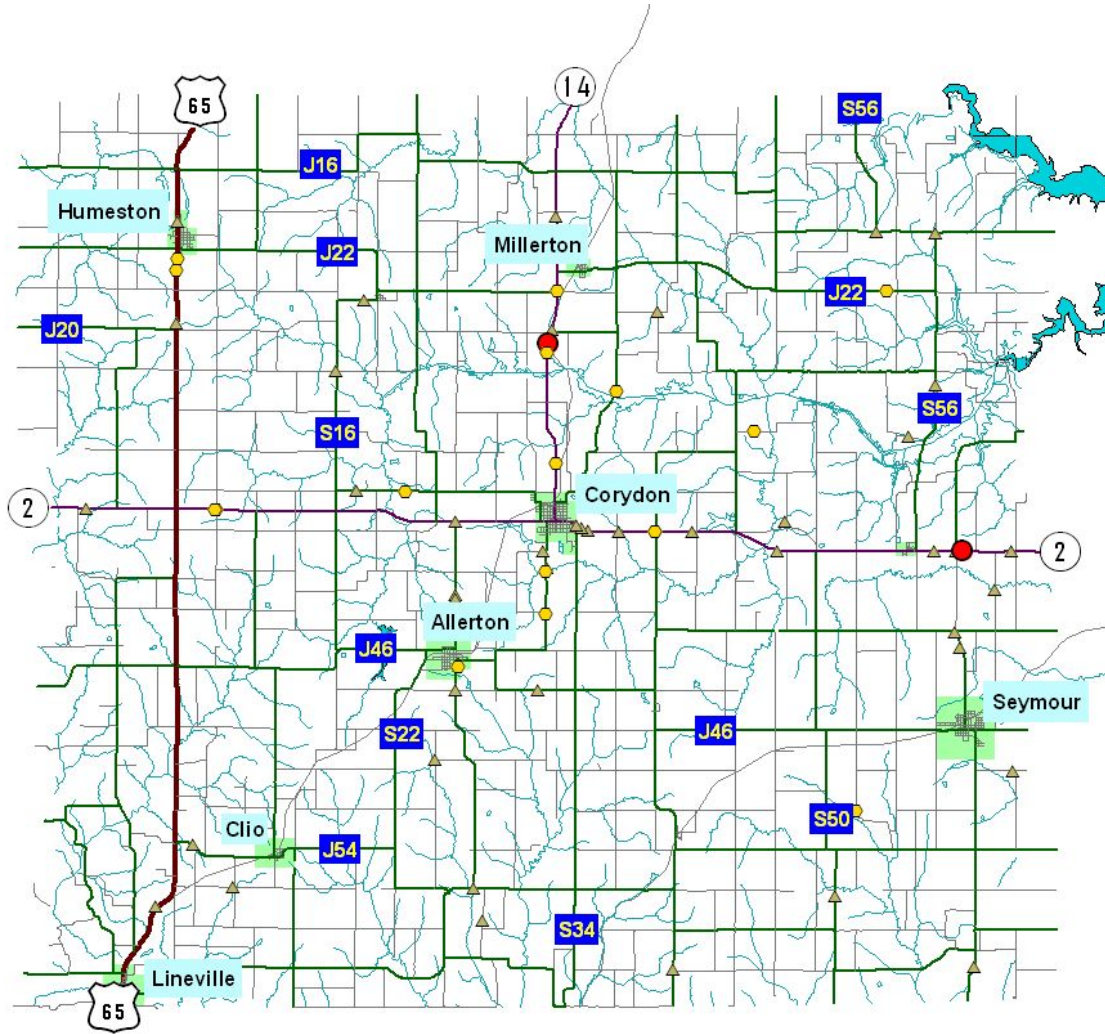 65
14
S56
J16
Humeston
J22
Millerton
J22
J20
S56
S16
Corydon
2
2
Allerton
J46
Seymour
S22
J46
S50
Clio
J54
S34
Lineville
65